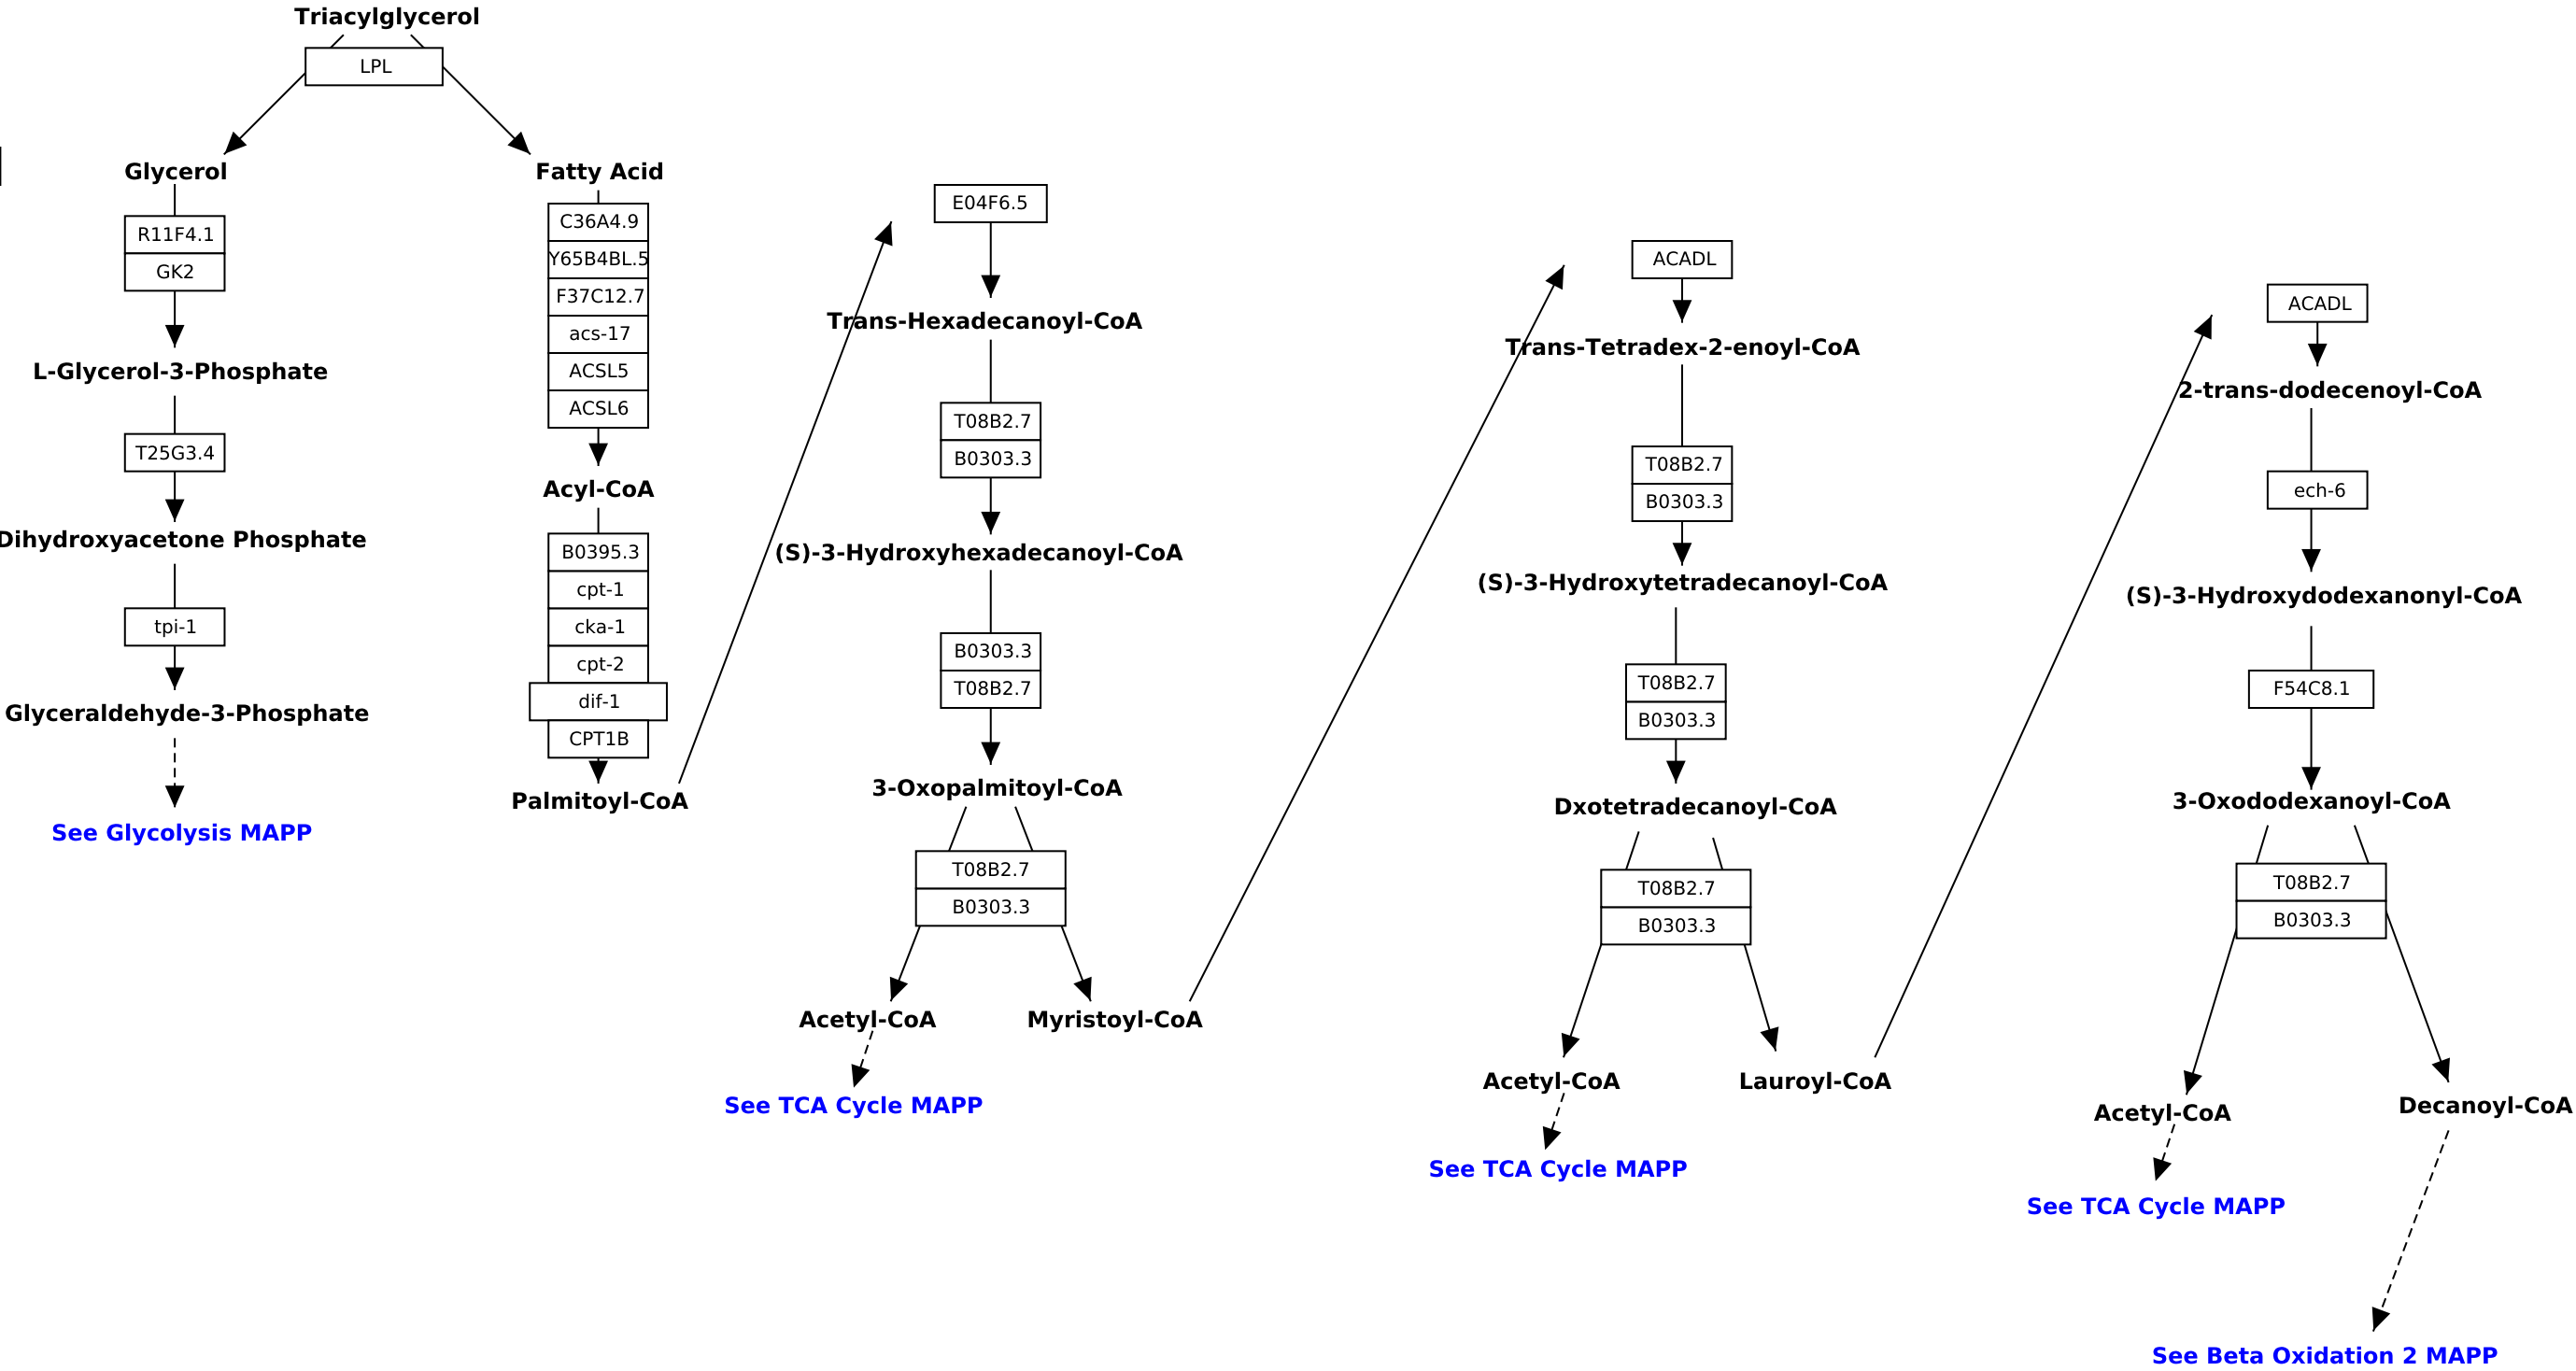 Triacylglycerol
LPL
Glycerol
R11F4.1
GK2
L-Glycerol-3-Phosphate
T25G3.4
Dihydroxyacetone Phosphate
tpi-1
Glyceraldehyde-3-Phosphate
See Glycolysis MAPP
Fatty Acid
C36A4.9
Y65B4BL.5
F37C12.7
acs-17
ACSL5
ACSL6
Acyl-CoA
B0395.3
cpt-1
cka-1
cpt-2
dif-1
CPT1B
Palmitoyl-CoA
E04F6.5
Trans-Hexadecanoyl-CoA
T08B2.7
B0303.3
(S)-3-Hydroxyhexadecanoyl-CoA
B0303.3
T08B2.7
3-Oxopalmitoyl-CoA
T08B2.7
B0303.3
Acetyl-CoA
Myristoyl-CoA
See TCA Cycle MAPP
ACADL
Trans-Tetradex-2-enoyl-CoA
T08B2.7
B0303.3
(S)-3-Hydroxytetradecanoyl-CoA
T08B2.7
B0303.3
Dxotetradecanoyl-CoA
T08B2.7
B0303.3
Acetyl-CoA
Lauroyl-CoA
See TCA Cycle MAPP
ACADL
2-trans-dodecenoyl-CoA
ech-6
(S)-3-Hydroxydodexanonyl-CoA
F54C8.1
3-Oxododexanoyl-CoA
T08B2.7
B0303.3
Acetyl-CoA
Decanoyl-CoA
See TCA Cycle MAPP
See Beta Oxidation 2 MAPP